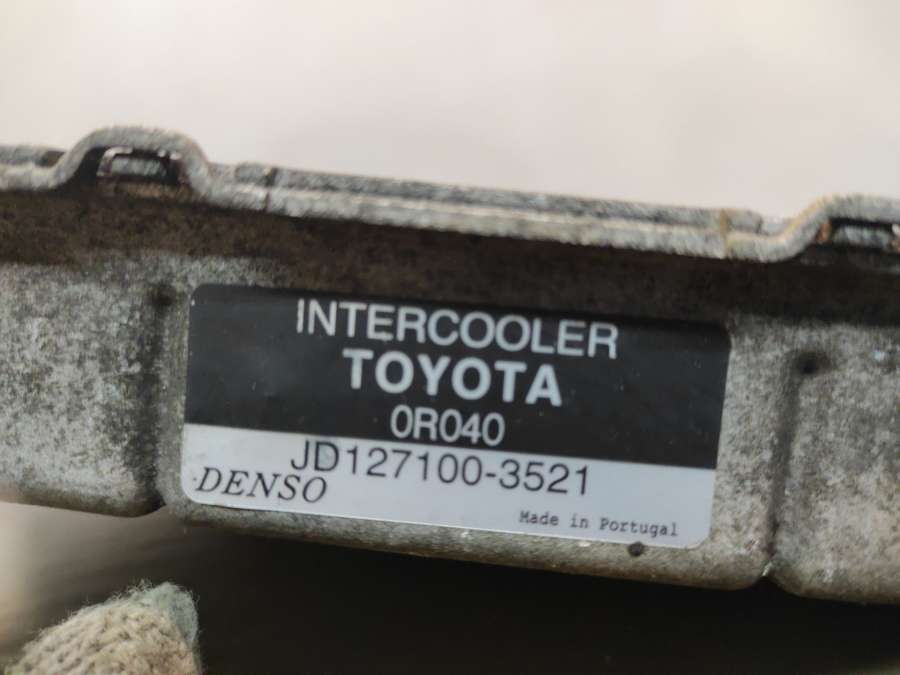 INTERCOOLER
TOYOTA
0R040
JD127100-3521
DENSO
Made in Portugal